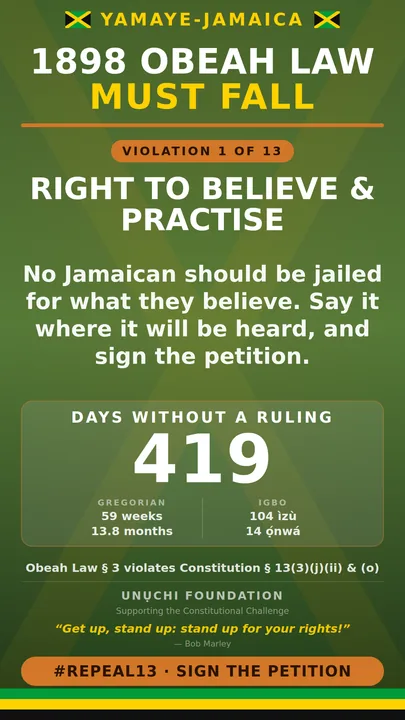 YAMAYE-JAMAICA
1898 OBEAH LAW
MUST FALL
VIOLATION 1 OF 13
RIGHT TO BELIEVE &
PRACTISE
No Jamaican should be jailed
for what they believe. Say it
where it will be heard, and
sign the petition.
DAYS WITHOUT A RULING
419
GREGORIAN
59 weeks
13.8 months
IGBO
104 ìzù
14 ọ́nwá
Obeah Law § 3 violates Constitution § 13(3)(j)(ii) & (o)
UNỤCHI FOUNDATION
Supporting the Constitutional Challenge
“Get up, stand up: stand up for your rights!”
— Bob Marley
#REPEAL13 · SIGN THE PETITION